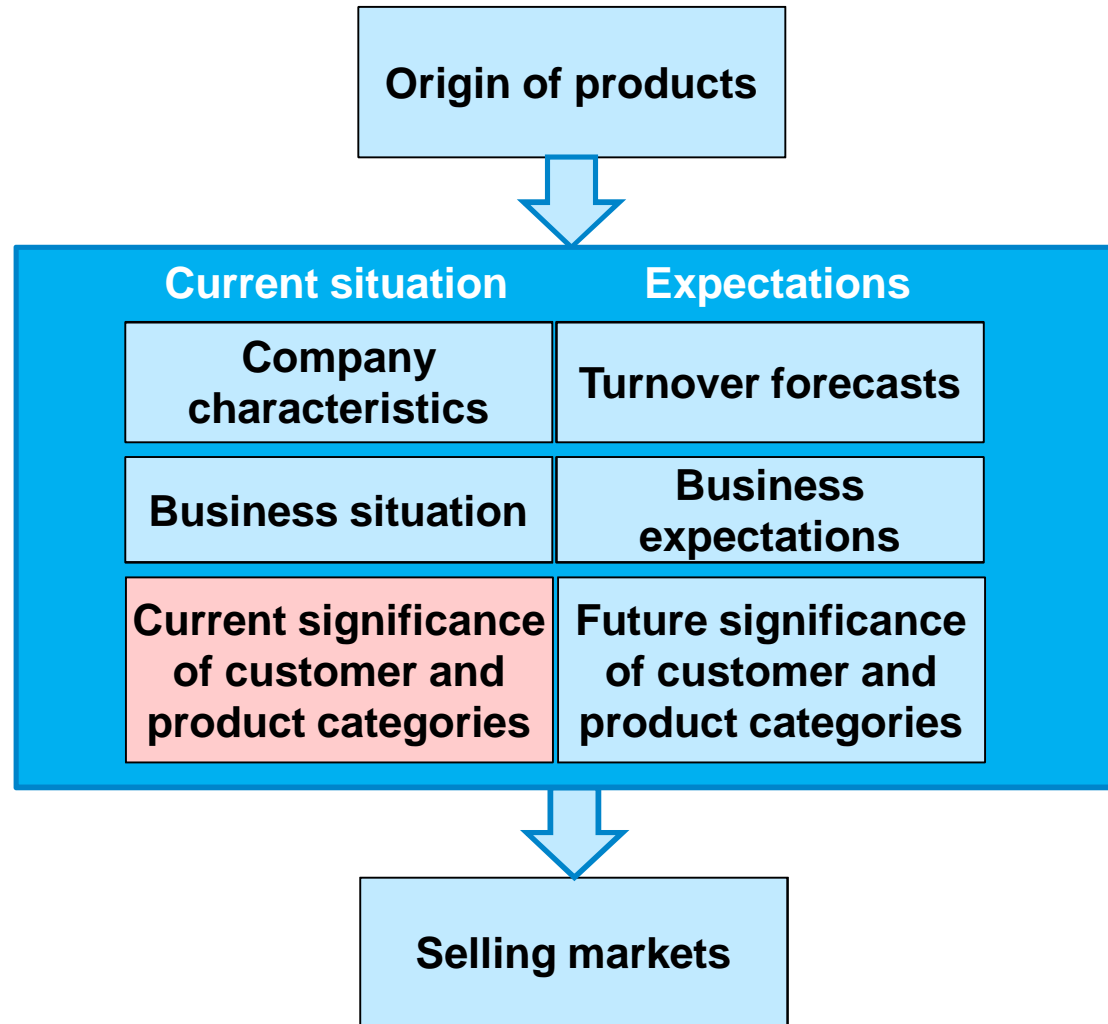 Origin of products
Current situation
Expectations
Company
characteristics
Turnover forecasts
Business situation
Business
expectations
Current significance
of customer and
product categories
Future significance
of customer and
product categories
Selling markets